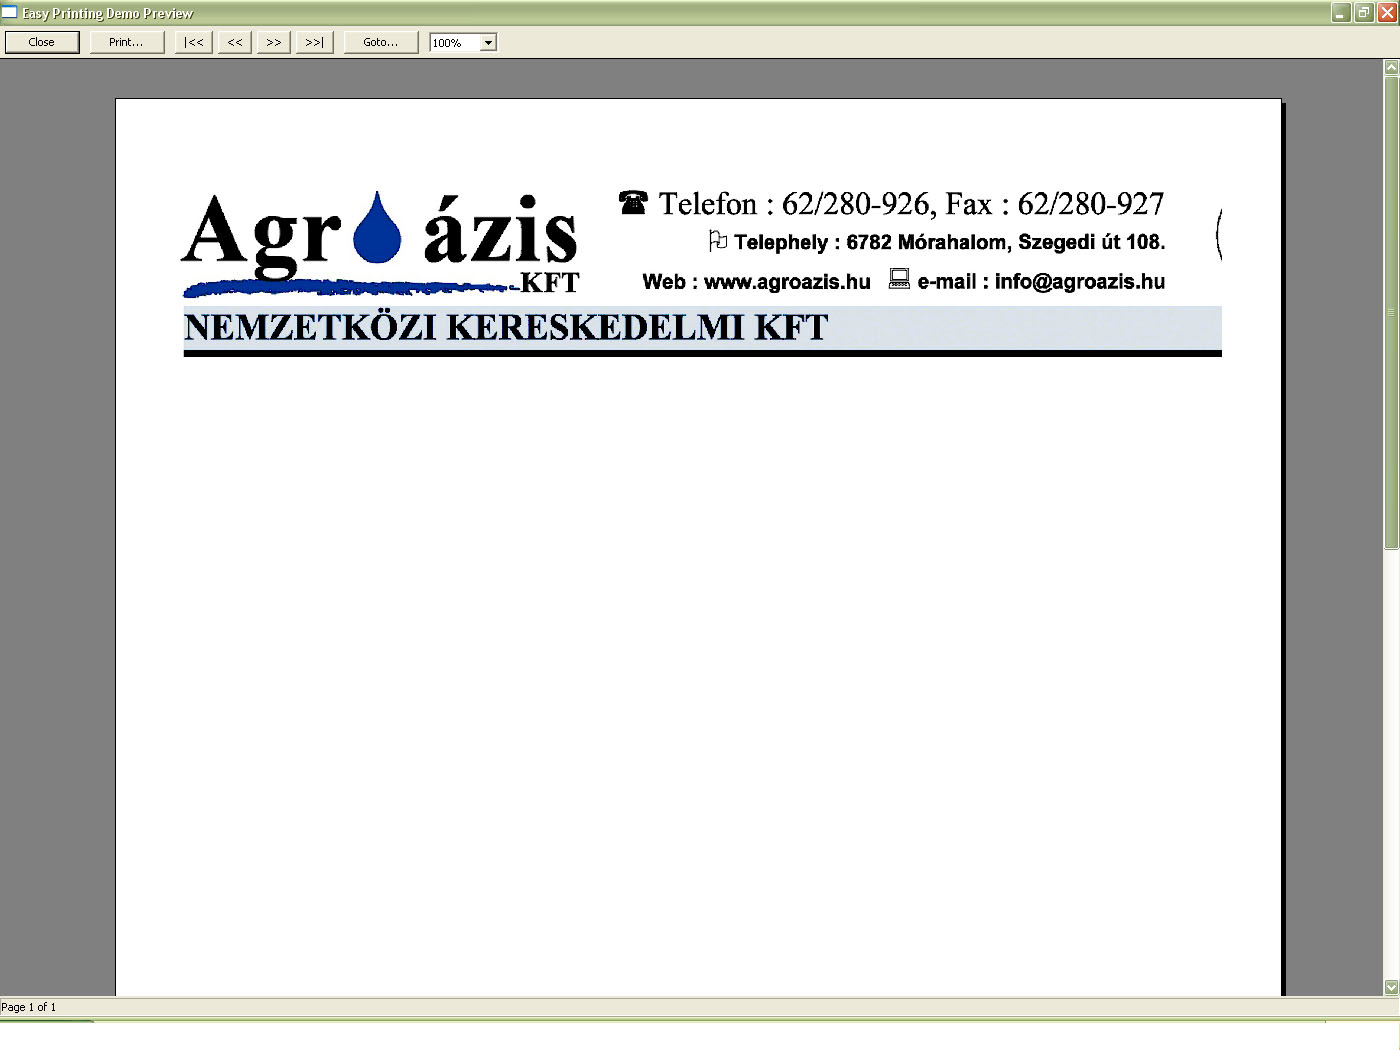 Easy Printing Demo Preview
Close Print... |<< << >> >>| Goto... 100%
Agr ázis
-KFT
Telefon : 62/280-926, Fax : 62/280-927
Telephely : 6782 Mórahalom, Szegedi út 108.
Web : www.agroazis.hu e-mail : info@agroazis.hu
NEMZETKÖZI KERESKEDELMI KFT
Page 1 of 1